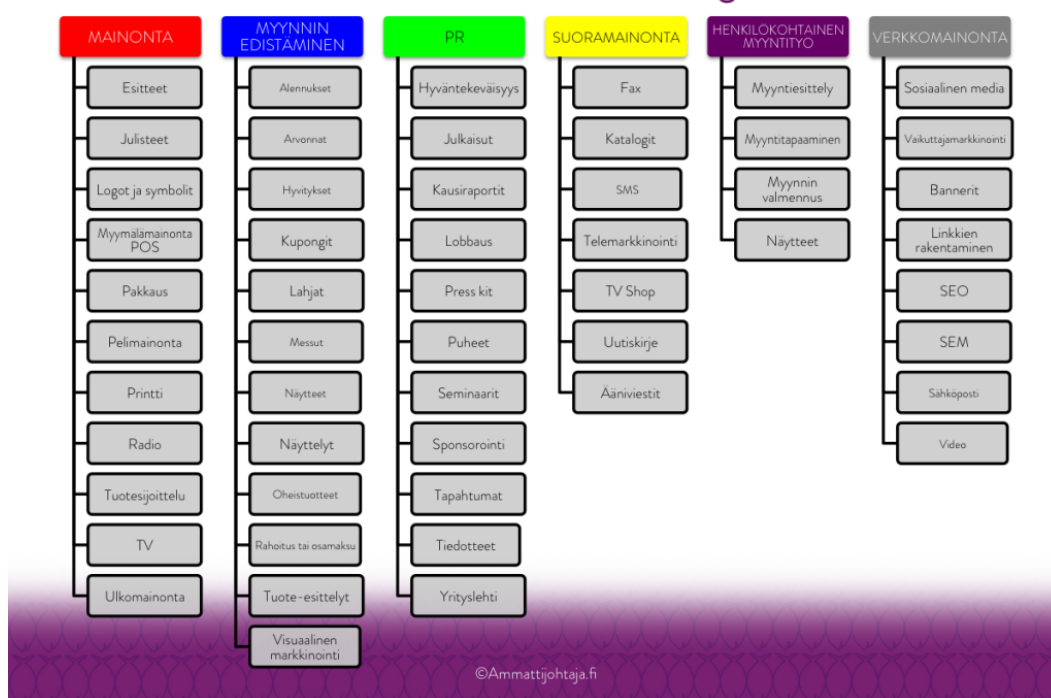 MAINONTA
Esitteet
Julisteet
Logot ja symbolit
Myymälämainonta
POS
Pakkaus
Pelimainonta
Printti
Radio
Tuotesijoittelu
TV
Ulkomainonta
MYYNNIN
EDISTÄMINEN
Alennukset
Arvonnat
Hyvitykset
Kupongit
Lahjat
Messut
Näytteet
Näyttelyt
Oheistuotteet
Rahoitus tai osamaksu
Tuote-esittelyt
Visuaalinen
markkinointi
PR
Hyväntekeväisyys
Julkaisut
Kausiraportit
Lobbaus
Press kit
Puheet
Seminaarit
Sponsorointi
Tapahtumat
Tiedotteet
Yrityslehti
SUORAMAINONTA
Fax
Katalogit
SMS
Telemarkkinointi
TV Shop
Uutiskirje
Ääniviestit
HENKILÖKOHTAINEN
MYYNTITYÖ
Myyntiesittely
Myyntitapaaminen
Myynnin
valmennus
Näytteet
VERKKOMAINONTA
Sosiaalinen media
Vaikuttajamarkkinointi
Bannerit
Linkkien
rakentaminen
SEO
SEM
Sähköposti
Video
©Ammattijohtaja.fi